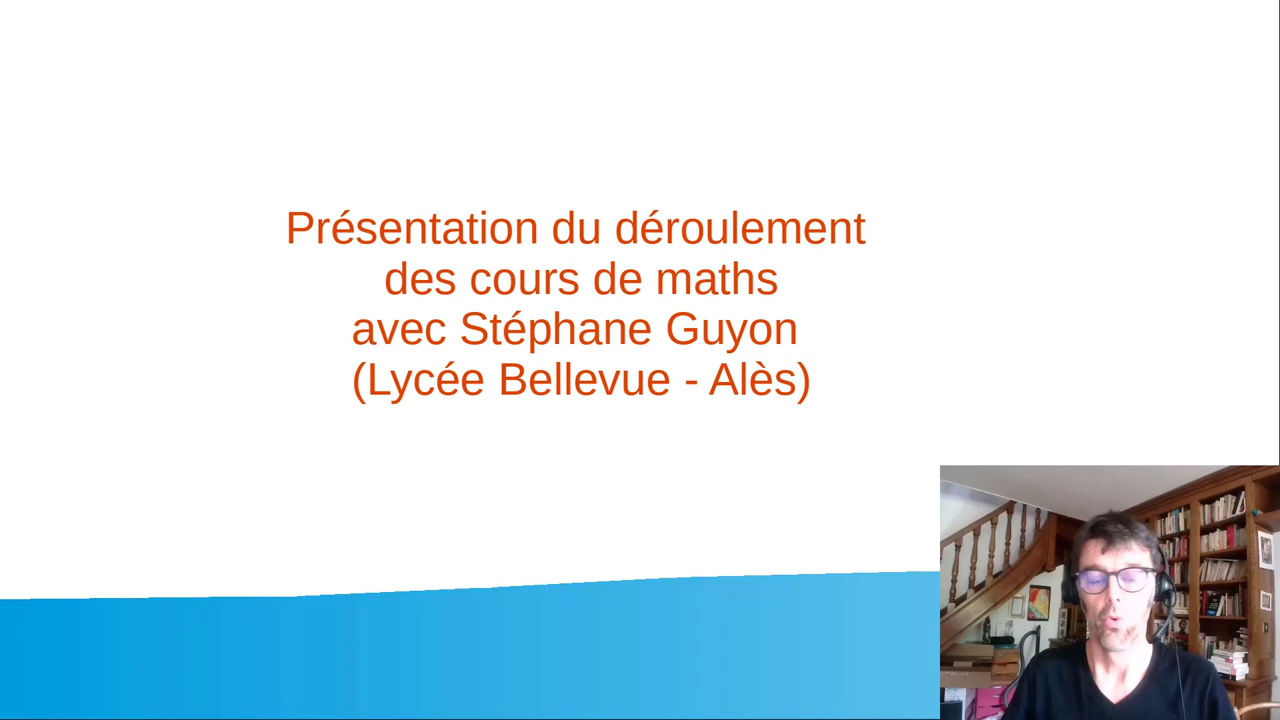 Présentation du déroulement
des cours de maths
avec Stéphane Guyon
(Lycée Bellevue - Alès)